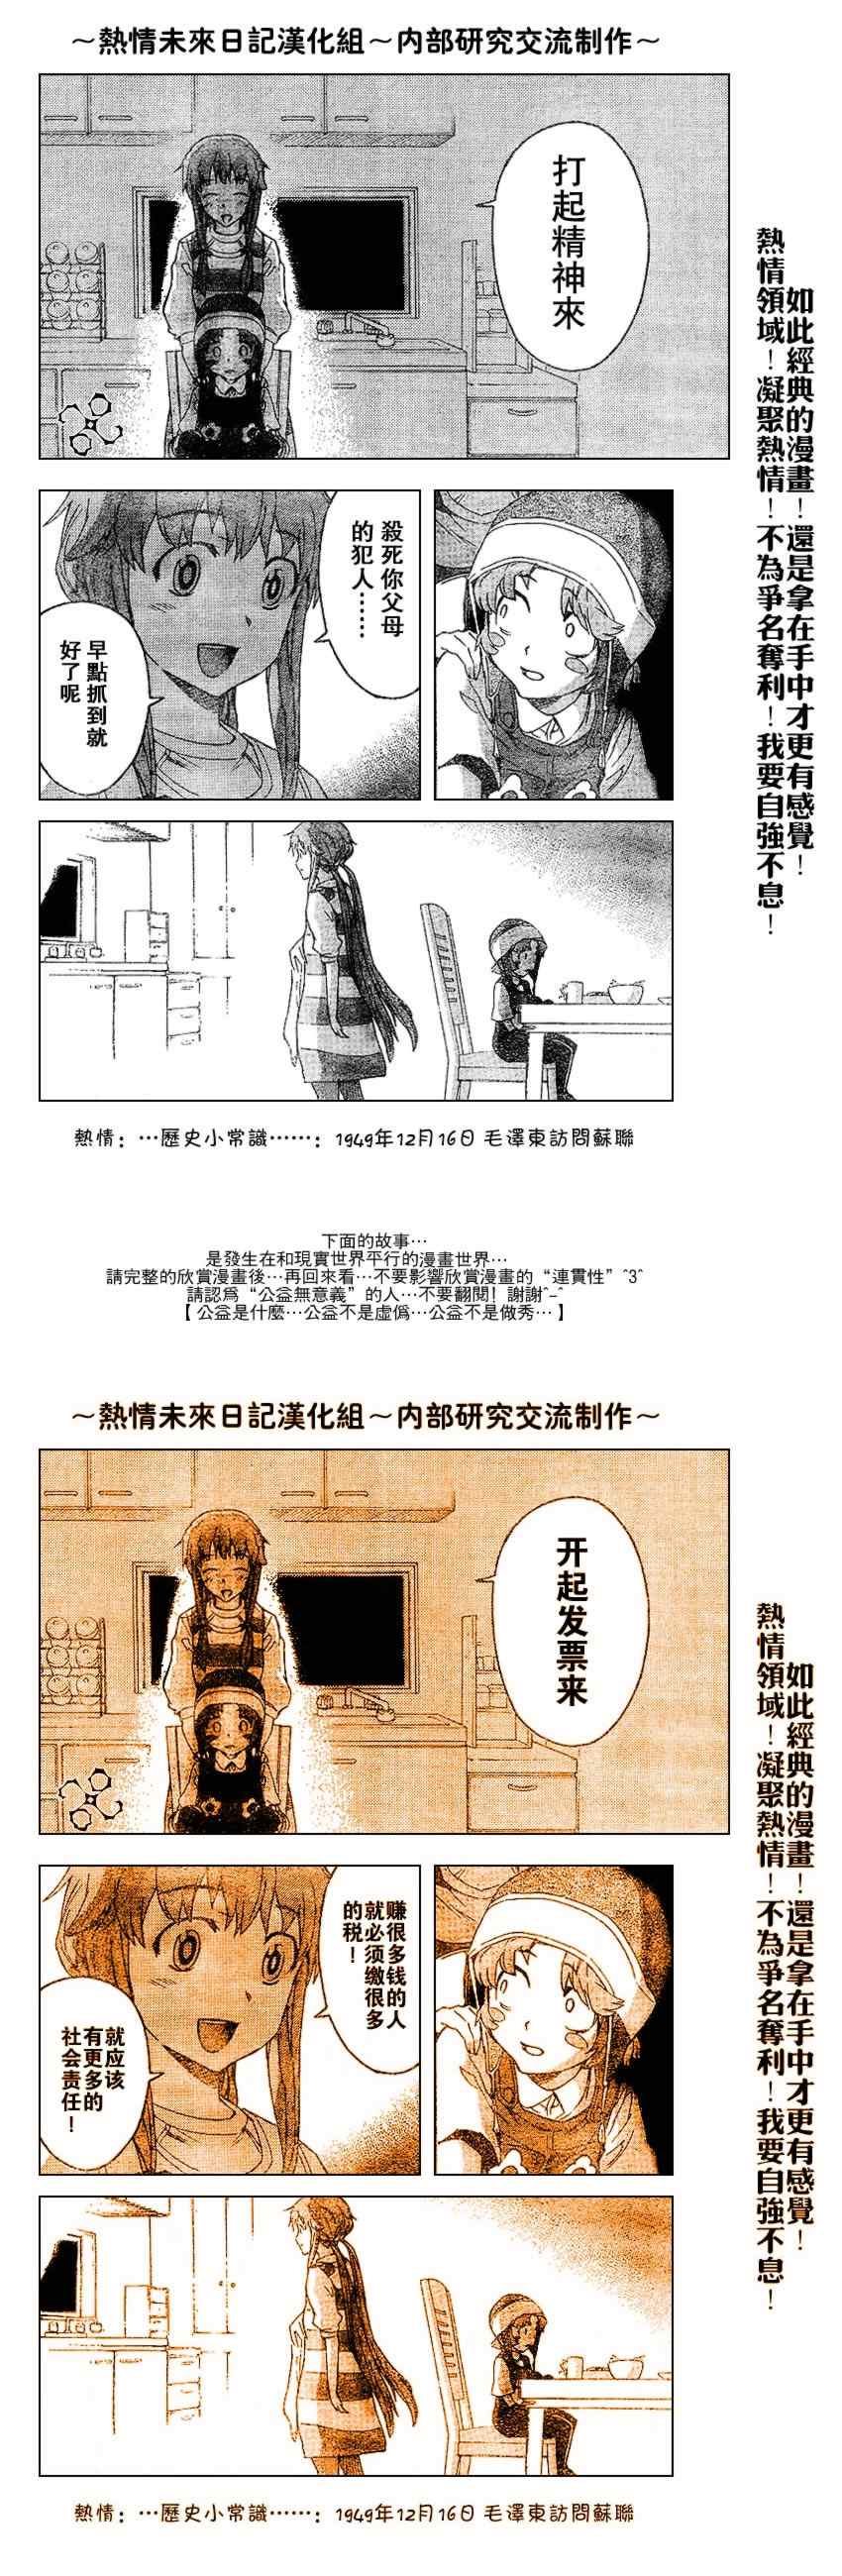 ～熱情未來日記漢化組～内部研究交流制作～
打起精神來
如此經典的漫畫！還是拿在手中才更有感覺！
熱情領域！凝聚熱情！不為爭名奪利！我要自強不息！
殺死你父母
的犯人……
早點抓到就
好了呢
熱情：…歷史小常識……：1949年12月16日 毛澤東訪問蘇聯
下面的故事…
是發生在和現實世界平行的漫畫世界…
請完整的欣賞漫畫後…再回來看…不要影響欣賞漫畫的“連貫性”^3^
請認爲“公益無意義”的人…不要翻閱！謝謝^-^
【公益是什麼…公益不是虛僞…公益不是做秀…】
～熱情未來日記漢化組～内部研究交流制作～
开起发票来
如此經典的漫畫！還是拿在手中才更有感覺！
熱情領域！凝聚熱情！不為爭名奪利！我要自強不息！
赚很多钱的人
就必须缴很多
的税！
就应该
有更多的
社会责任！
熱情：…歷史小常識……：1949年12月16日 毛澤東訪問蘇聯